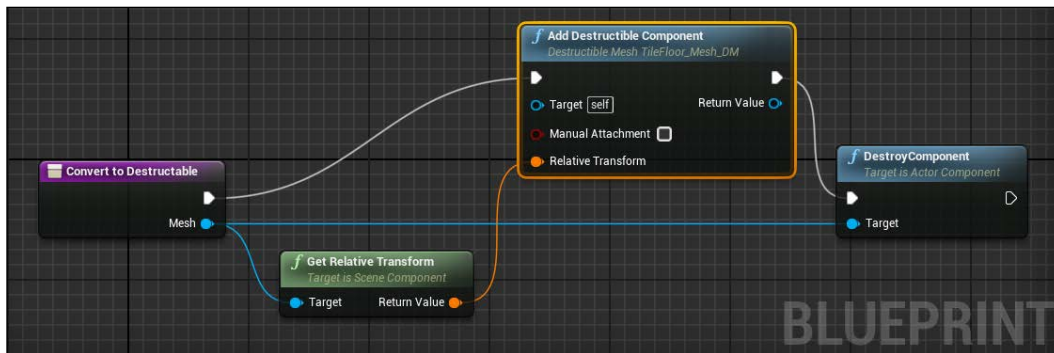 Add Destructible Component
Destructible Mesh TileFloor_Mesh_DM
Target self
Return Value
Manual Attachment
Relative Transform
Convert to Destructable
Mesh
Get Relative Transform
Target is Scene Component
Target
Return Value
DestroyComponent
Target is Actor Component
Target
BLUEPRINT